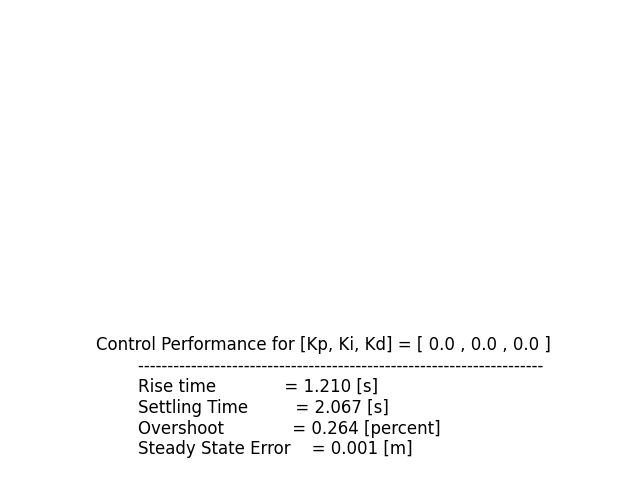 Control Performance for [Kp, Ki, Kd] = [ 0.0 , 0.0 , 0.0 ]
---------------------------------------------------------------------
Rise time = 1.210 [s]
Settling Time = 2.067 [s]
Overshoot = 0.264 [percent]
Steady State Error = 0.001 [m]